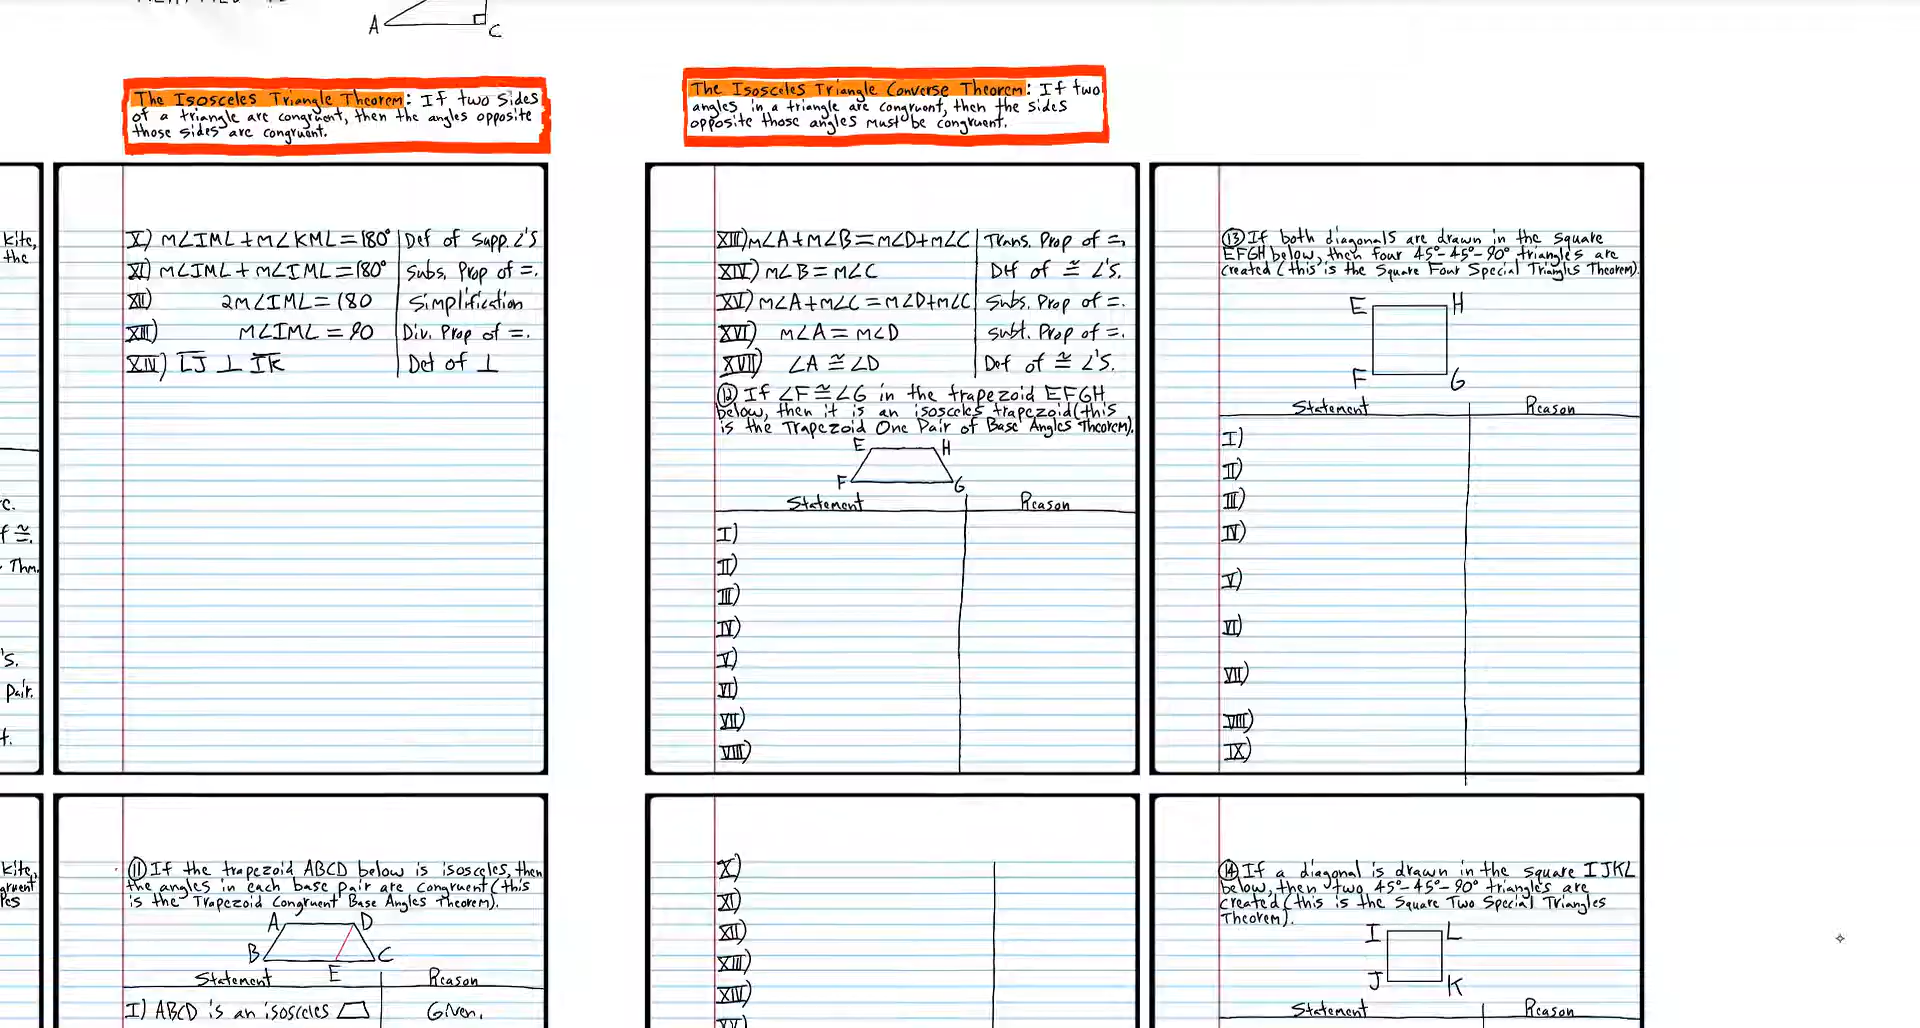 A
C
The Isosceles Triangle Theorem: If two sides
of a triangle are congruent, then the angles opposite
those sides are congruent.
The Isosceles Triangle Converse Theorem: If two
angles in a triangle are congruent, then the sides
opposite those angles must be congruent.
kite,
the
c.
f ≅.
Thm.
's.
pair.
t.
X) m∠IML + m∠KML = 180° | Def of Supp. ∠'s
XI) m∠IML + m∠IML = 180° | Subs. Prop of =.
XII) 2m∠IML = 180 | Simplification
XIII) m∠IML = 90 | Div. Prop of =.
XIV) LJ ⊥ IK | Def of ⊥
XIII) m∠A + m∠B = m∠D + m∠C | Trans. Prop of =.
XIV) m∠B = m∠C | Def of ≅ ∠'s.
XV) m∠A + m∠C = m∠D + m∠C | Subs. Prop of =.
XVI) m∠A = m∠D | Subt. Prop of =.
XVII) ∠A ≅ ∠D | Def of ≅ ∠'s.
⑫ If ∠F ≅ ∠G in the trapezoid EFGH
below, then it is an isosceles trapezoid (this
is the Trapezoid One Pair of Base Angles Theorem).
E H
F G
Statement Reason
I)
II)
III)
IV)
V)
VI)
VII)
VIII)
⑬ If both diagonals are drawn in the square
EFGH below, then four 45°-45°-90° triangles are
created (this is the Square Four Special Triangles Theorem).
E H
F G
Statement Reason
I)
II)
III)
IV)
V)
VI)
VII)
VIII)
IX)
kite,
⑪ If the trapezoid ABCD below is isosceles, then
the angles in each base pair are congruent (this
is the Trapezoid Congruent Base Angles Theorem).
A D
B E C
Statement Reason
I) ABCD is an isosceles ⏢ Given.
X)
XI)
XII)
XIII)
XIV)
XV)
⑭ If a diagonal is drawn in the square IJKL
below, then two 45°-45°-90° triangles are
created (this is the Square Two Special Triangles
Theorem).
I L
J K
Statement Reason